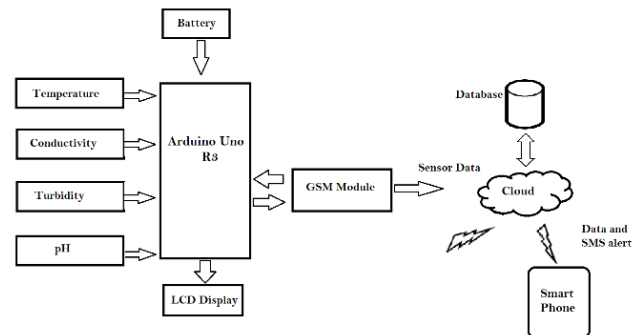 Battery
Temperature
Conductivity
Turbidity
pH
Arduino Uno
R3
LCD Display
GSM Module
Sensor Data
Database
Cloud
Data and
SMS alert
Smart
Phone